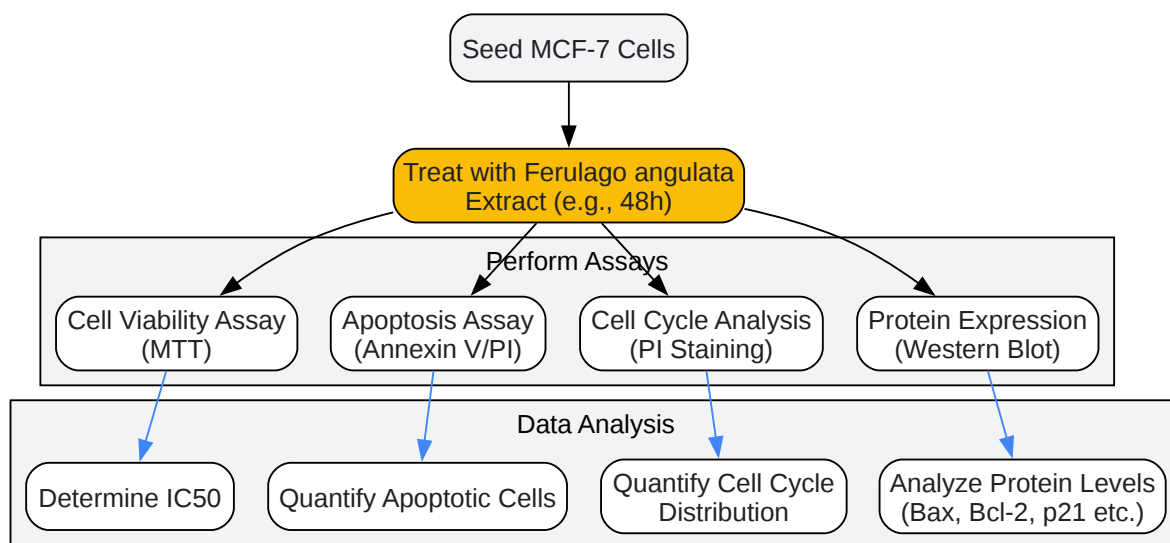 Seed MCF-7 Cells
Treat with Ferulago angulata
Extract (e.g., 48h)
Perform Assays
Cell Viability Assay
(MTT)
Apoptosis Assay
(Annexin V/PI)
Cell Cycle Analysis
(PI Staining)
Protein Expression
(Western Blot)
Data Analysis
Determine IC50
Quantify Apoptotic Cells
Quantify Cell Cycle
Distribution
Analyze Protein Levels
(Bax, Bcl-2, p21 etc.)